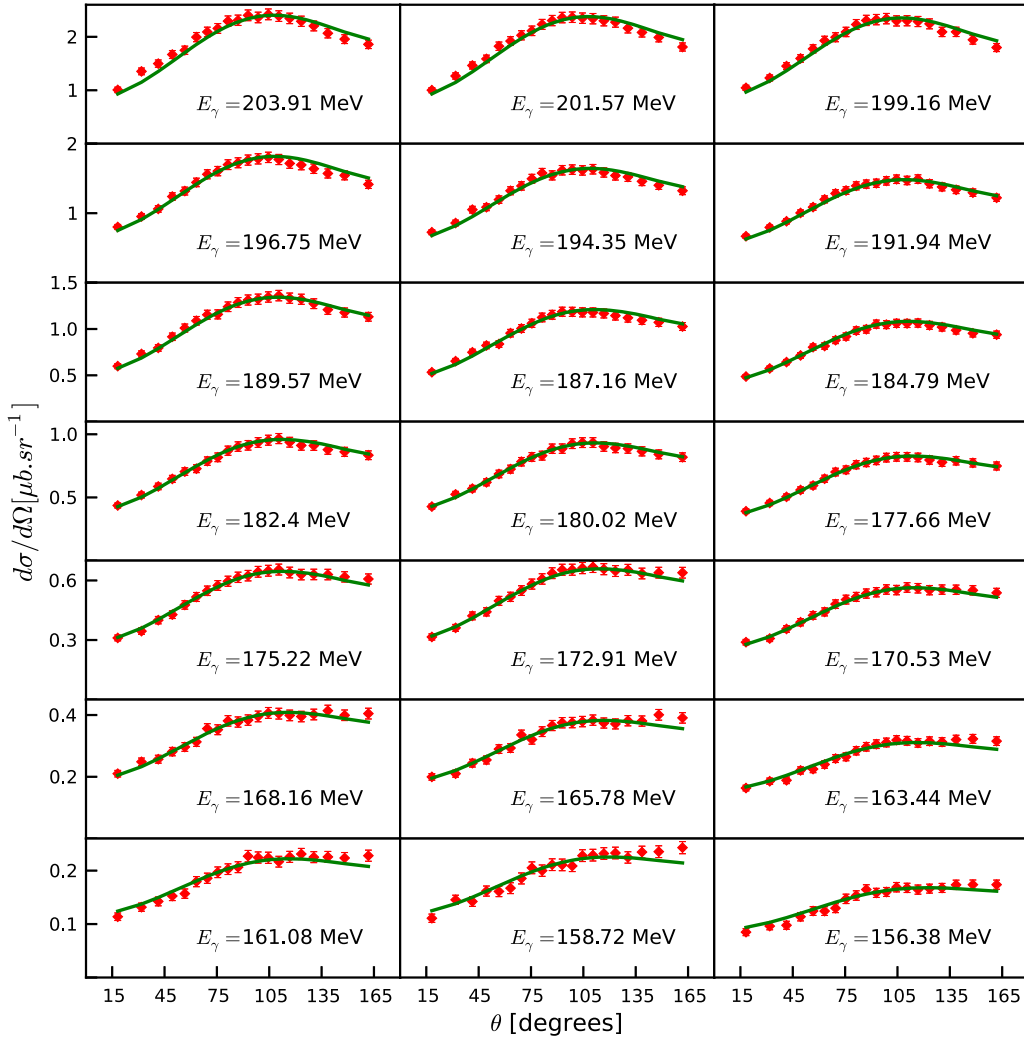 2
1
E_γ =203.91 MeV
E_γ =201.57 MeV
E_γ =199.16 MeV
2
1
E_γ =196.75 MeV
E_γ =194.35 MeV
E_γ =191.94 MeV
1.5
1.0
0.5
E_γ =189.57 MeV
E_γ =187.16 MeV
E_γ =184.79 MeV
dσ/dΩ[μb.sr⁻¹]
1.0
0.5
E_γ =182.4 MeV
E_γ =180.02 MeV
E_γ =177.66 MeV
0.6
0.3
E_γ =175.22 MeV
E_γ =172.91 MeV
E_γ =170.53 MeV
0.4
0.2
E_γ =168.16 MeV
E_γ =165.78 MeV
E_γ =163.44 MeV
0.2
0.1
E_γ =161.08 MeV
E_γ =158.72 MeV
E_γ =156.38 MeV
15 45 75 105 135 165 15 45 75 105 135 165 15 45 75 105 135 165
θ [degrees]